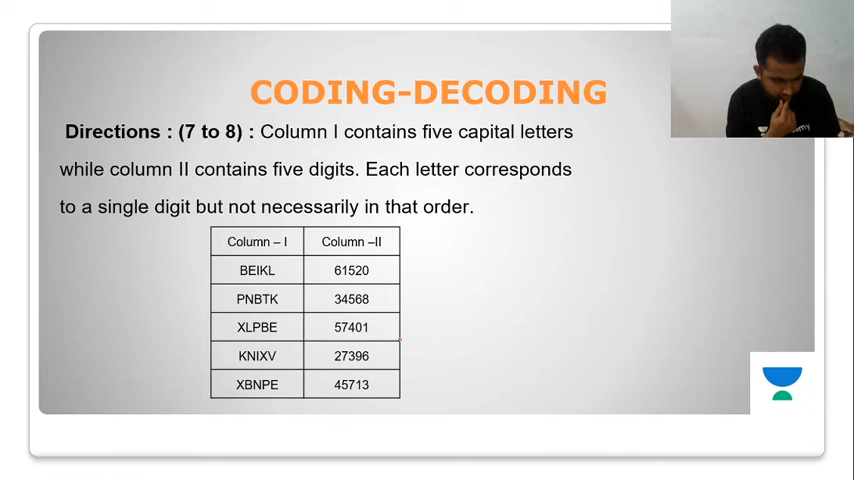 CODING-DECODING
Directions : (7 to 8) : Column I contains five capital letters
while column II contains five digits. Each letter corresponds
to a single digit but not necessarily in that order.
Column – I Column –II
BEIKL 61520
PNBTK 34568
XLPBE 57401
KNIXV 27396
XBNPE 45713